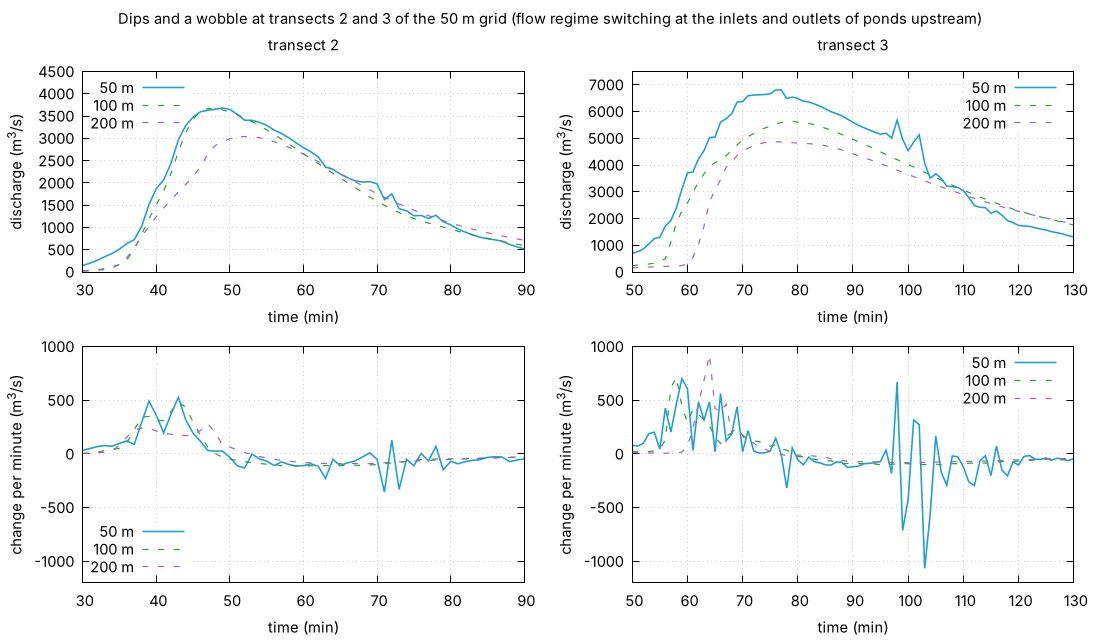 Dips and a wobble at transects 2 and 3 of the 50 m grid (flow regime switching at the inlets and outlets of ponds upstream)
transect 2
discharge (m³/s)
4500
4000
3500
3000
2500
2000
1500
1000
500
0
50 m
100 m
200 m
30 40 50 60 70 80 90
time (min)
transect 3
discharge (m³/s)
7000
6000
5000
4000
3000
2000
1000
0
50 m
100 m
200 m
50 60 70 80 90 100 110 120 130
time (min)
change per minute (m³/s)
1000
500
0
-500
-1000
50 m
100 m
200 m
30 40 50 60 70 80 90
time (min)
change per minute (m³/s)
1000
500
0
-500
-1000
50 m
100 m
200 m
50 60 70 80 90 100 110 120 130
time (min)